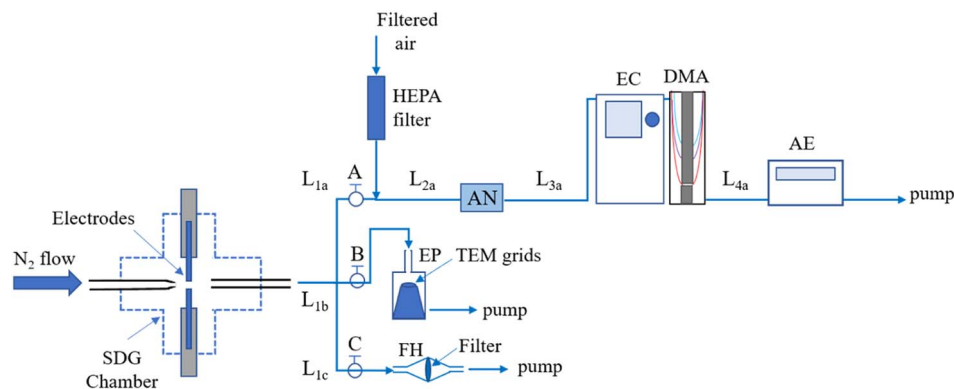 Filtered
air
HEPA
filter
EC
DMA
AE
A
L1a
L2a
AN
L3a
L4a
pump
Electrodes
N2 flow
B
EP
TEM grids
L1b
pump
SDG
Chamber
C
FH
Filter
L1c
pump